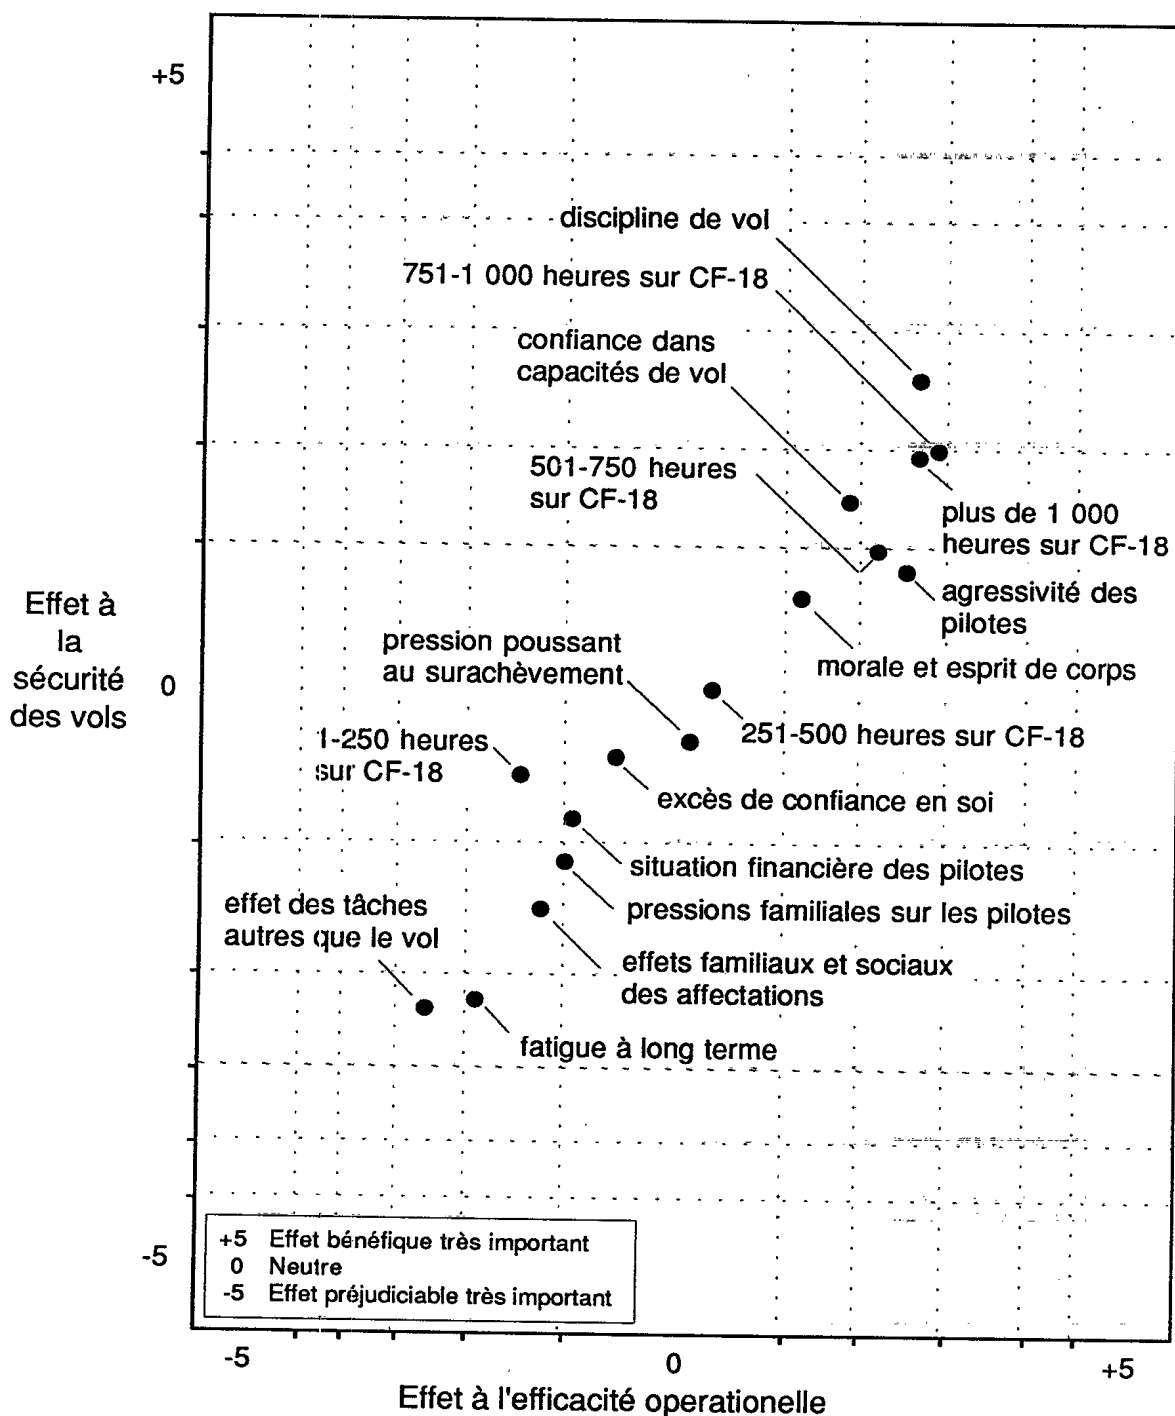 +5
discipline de vol
751-1 000 heures sur CF-18
confiance dans
capacités de vol
501-750 heures
sur CF-18
plus de 1 000
heures sur CF-18
agressivité des
pilotes
Effet à
la
sécurité
des vols
0
pression poussant
au surachèvement
morale et esprit de corps
1-250 heures
sur CF-18
251-500 heures sur CF-18
excès de confiance en soi
situation financière des pilotes
effet des tâches
autres que le vol
pressions familiales sur les pilotes
effets familiaux et sociaux
des affectations
fatigue à long terme
-5
+5 Effet bénéfique très important
0 Neutre
-5 Effet préjudiciable très important
-5
0
+5
Effet à l'efficacité operationelle